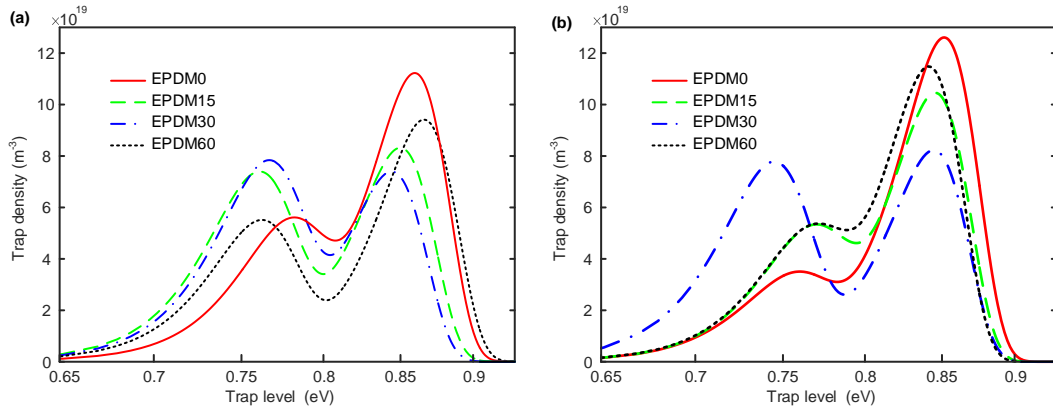 (a)
×10^19
Trap density (m^-3)
12
10
8
6
4
2
0
EPDM0
EPDM15
EPDM30
EPDM60
0.65 0.7 0.75 0.8 0.85 0.9
Trap level (eV)
(b)
×10^19
Trap density (m^-3)
12
10
8
6
4
2
0
EPDM0
EPDM15
EPDM30
EPDM60
0.65 0.7 0.75 0.8 0.85 0.9
Trap level (eV)